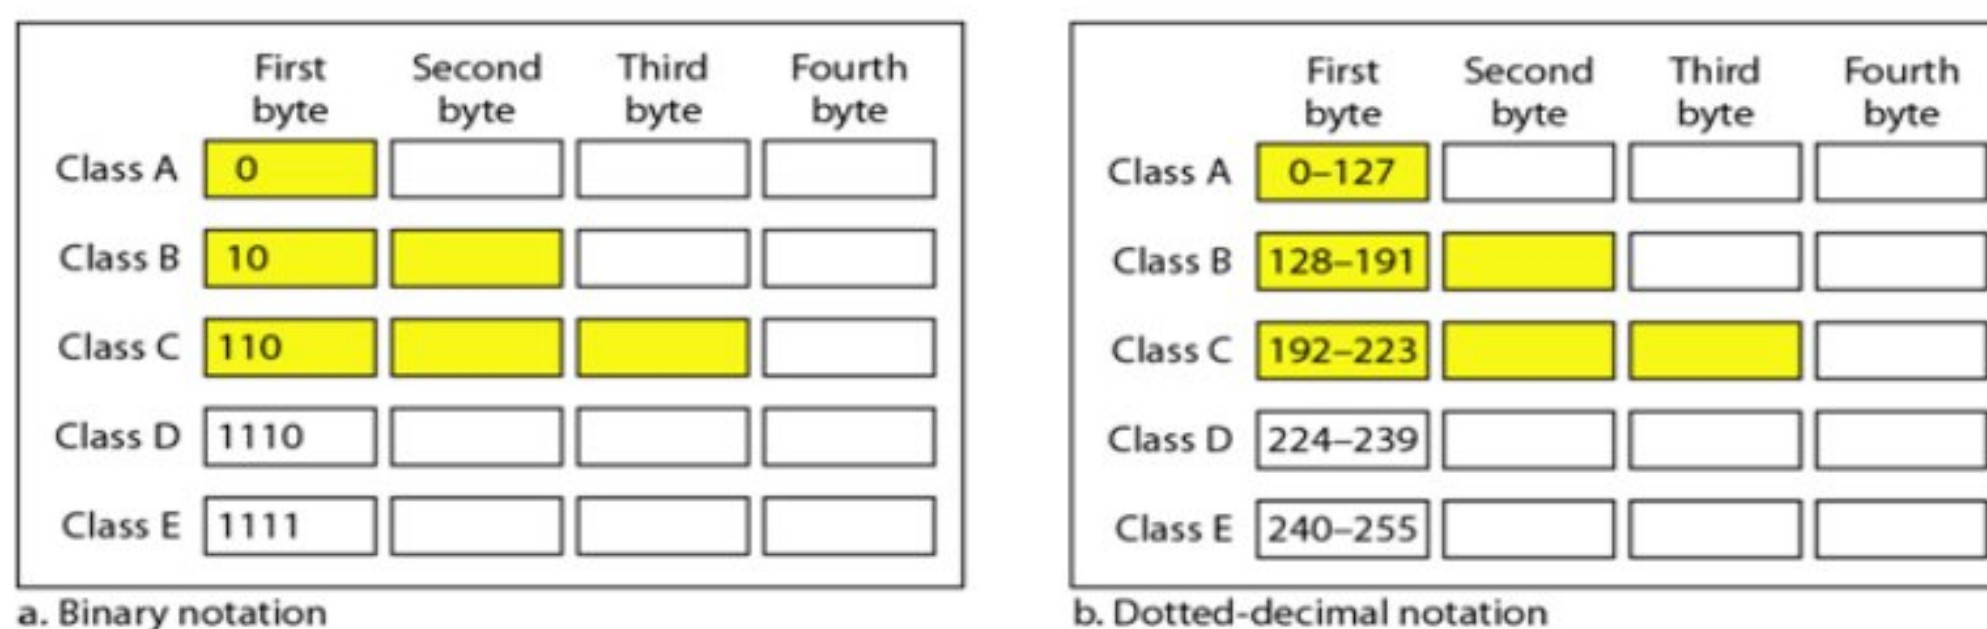 First Second Third Fourth
byte byte byte byte
Class A 0
Class B 10
Class C 110
Class D 1110
Class E 1111
a. Binary notation
First Second Third Fourth
byte byte byte byte
Class A 0–127
Class B 128–191
Class C 192–223
Class D 224–239
Class E 240–255
b. Dotted-decimal notation